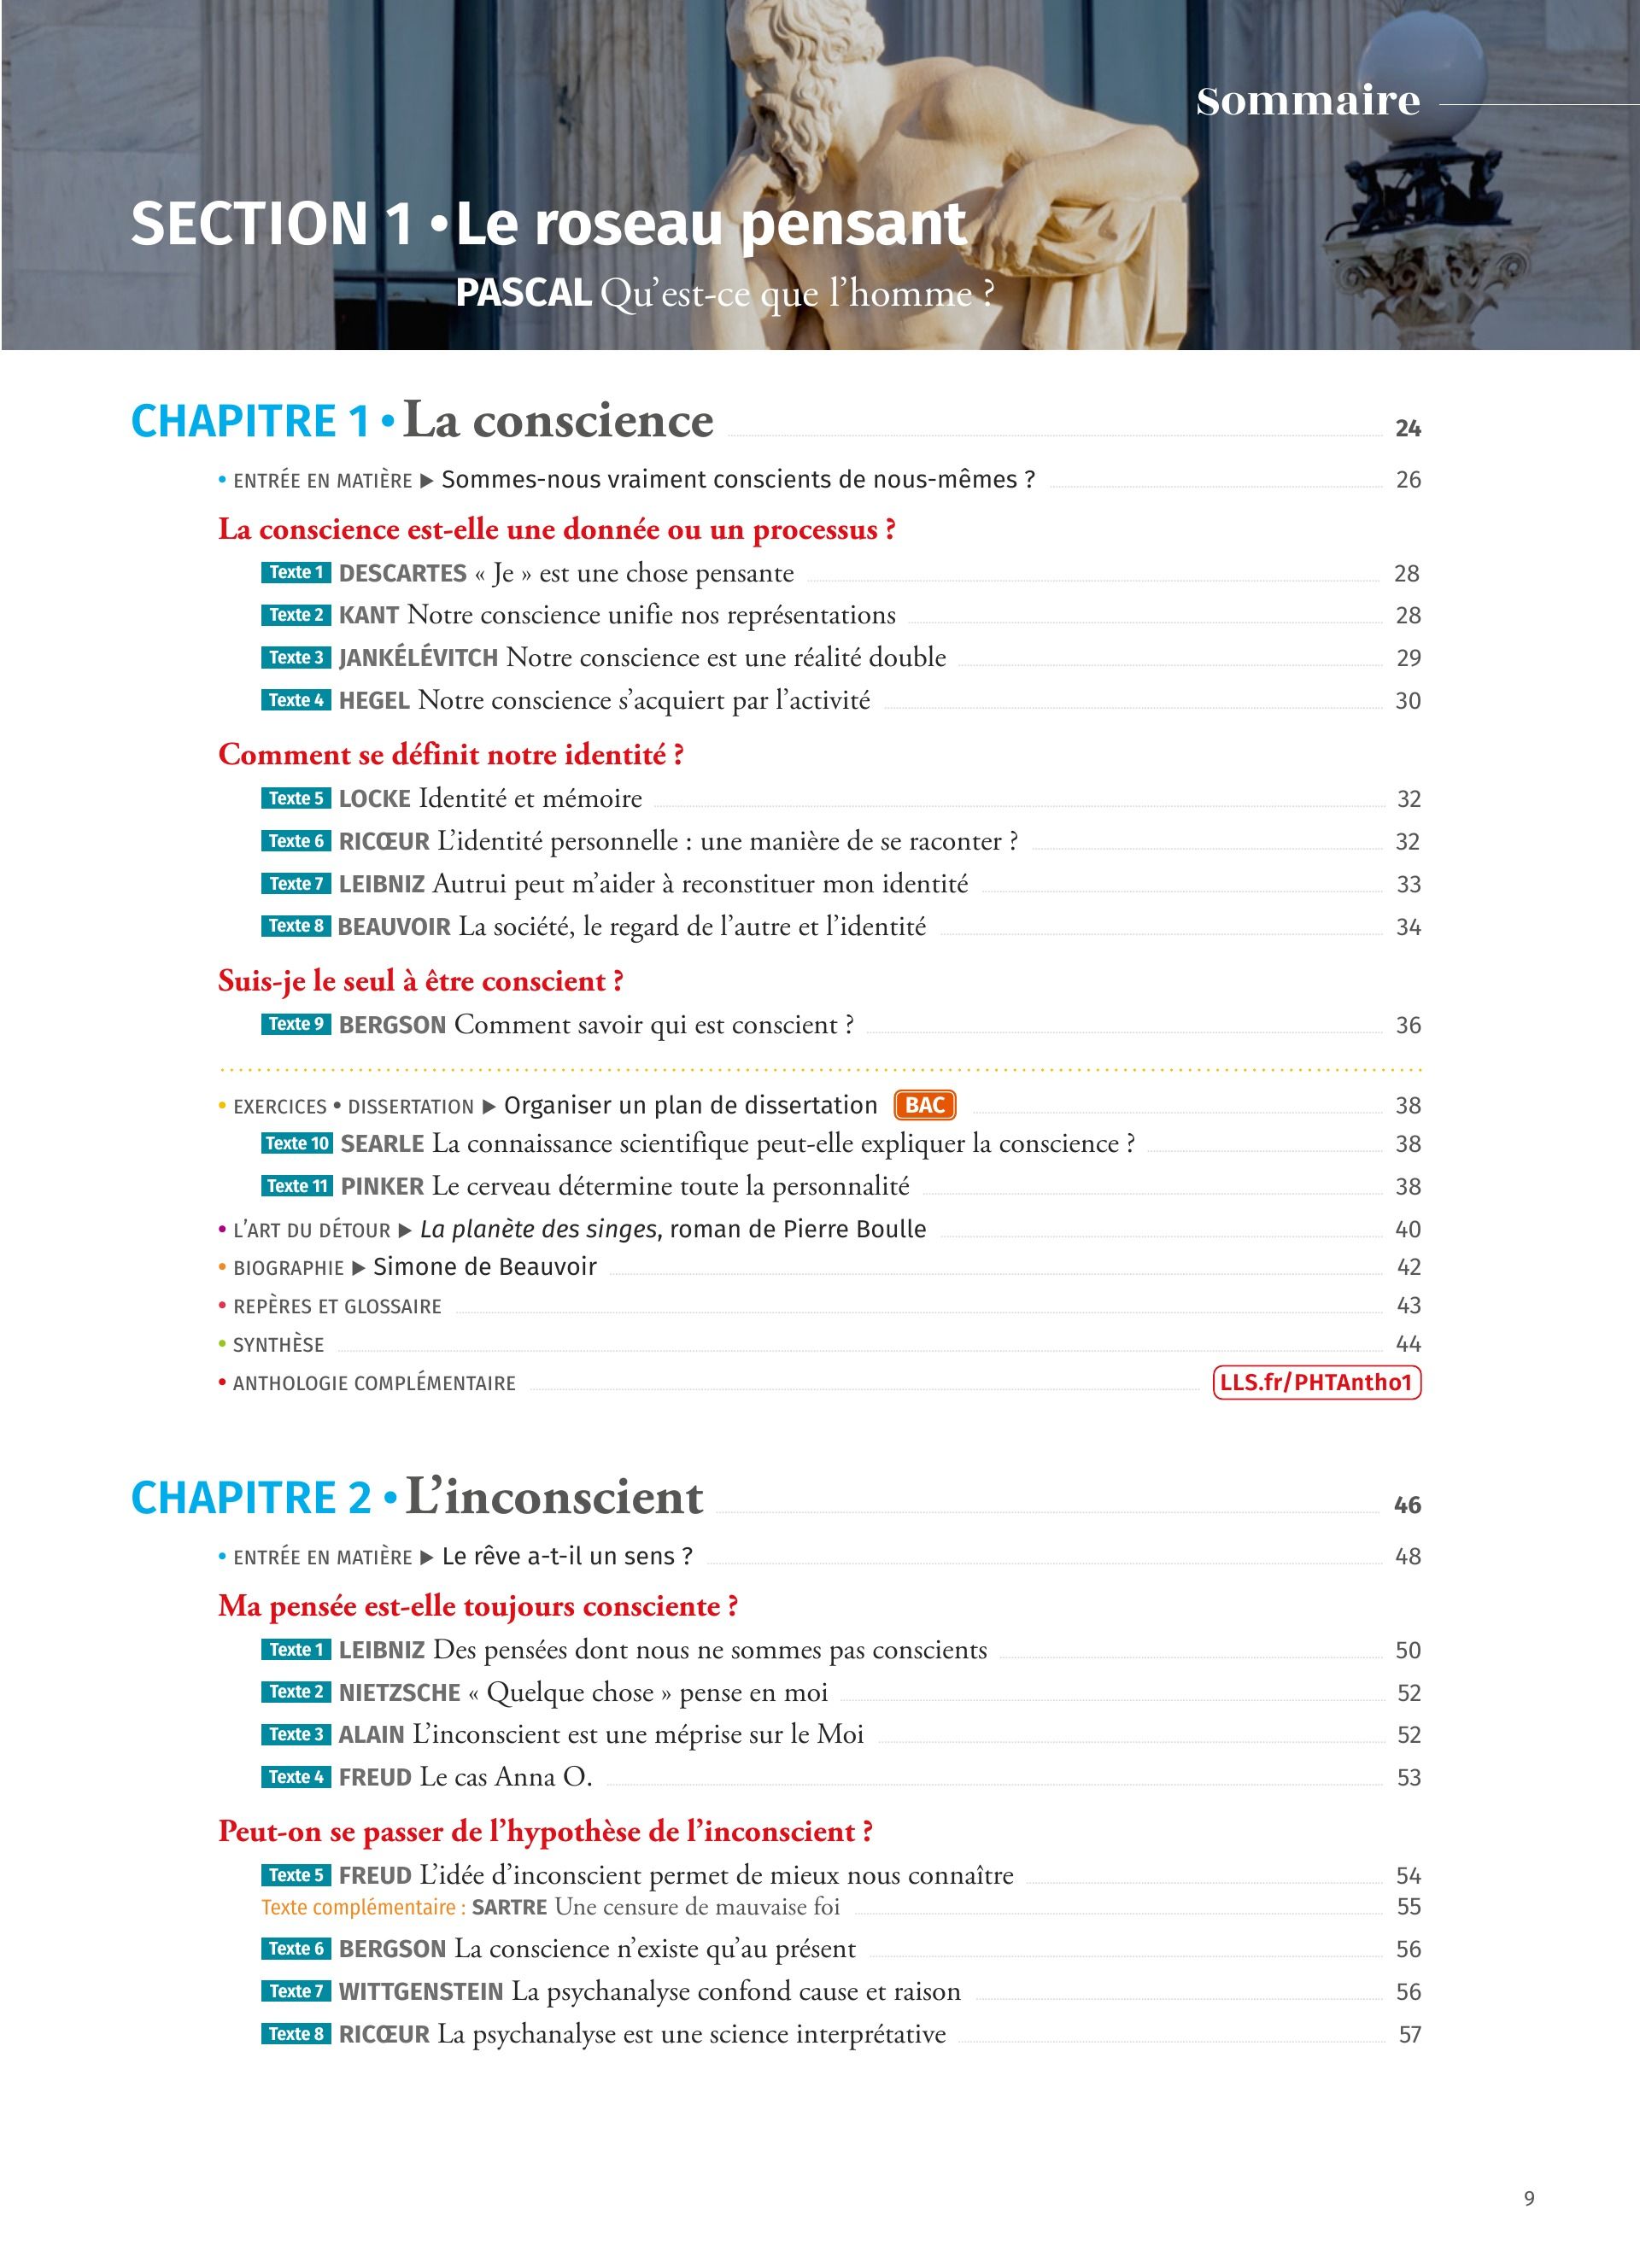 Sommaire
SECTION 1 • Le roseau pensant
PASCAL Qu’est-ce que l’homme ?
CHAPITRE 1 • La conscience 24
• ENTRÉE EN MATIÈRE ▶ Sommes-nous vraiment conscients de nous-mêmes ? 26
La conscience est-elle une donnée ou un processus ?
Texte 1 DESCARTES « Je » est une chose pensante 28
Texte 2 KANT Notre conscience unifie nos représentations 28
Texte 3 JANKÉLÉVITCH Notre conscience est une réalité double 29
Texte 4 HEGEL Notre conscience s’acquiert par l’activité 30
Comment se définit notre identité ?
Texte 5 LOCKE Identité et mémoire 32
Texte 6 RICŒUR L’identité personnelle : une manière de se raconter ? 32
Texte 7 LEIBNIZ Autrui peut m’aider à reconstituer mon identité 33
Texte 8 BEAUVOIR La société, le regard de l’autre et l’identité 34
Suis-je le seul à être conscient ?
Texte 9 BERGSON Comment savoir qui est conscient ? 36
• EXERCICES • DISSERTATION ▶ Organiser un plan de dissertation BAC 38
Texte 10 SEARLE La connaissance scientifique peut-elle expliquer la conscience ? 38
Texte 11 PINKER Le cerveau détermine toute la personnalité 38
• L’ART DU DÉTOUR ▶ La planète des singes, roman de Pierre Boulle 40
• BIOGRAPHIE ▶ Simone de Beauvoir 42
• REPÈRES ET GLOSSAIRE 43
• SYNTHÈSE 44
• ANTHOLOGIE COMPLÉMENTAIRE LLS.fr/PHTAntho1
CHAPITRE 2 • L’inconscient 46
• ENTRÉE EN MATIÈRE ▶ Le rêve a-t-il un sens ? 48
Ma pensée est-elle toujours consciente ?
Texte 1 LEIBNIZ Des pensées dont nous ne sommes pas conscients 50
Texte 2 NIETZSCHE « Quelque chose » pense en moi 52
Texte 3 ALAIN L’inconscient est une méprise sur le Moi 52
Texte 4 FREUD Le cas Anna O. 53
Peut-on se passer de l’hypothèse de l’inconscient ?
Texte 5 FREUD L’idée d’inconscient permet de mieux nous connaître 54
Texte complémentaire : SARTRE Une censure de mauvaise foi 55
Texte 6 BERGSON La conscience n’existe qu’au présent 56
Texte 7 WITTGENSTEIN La psychanalyse confond cause et raison 56
Texte 8 RICŒUR La psychanalyse est une science interprétative 57
9